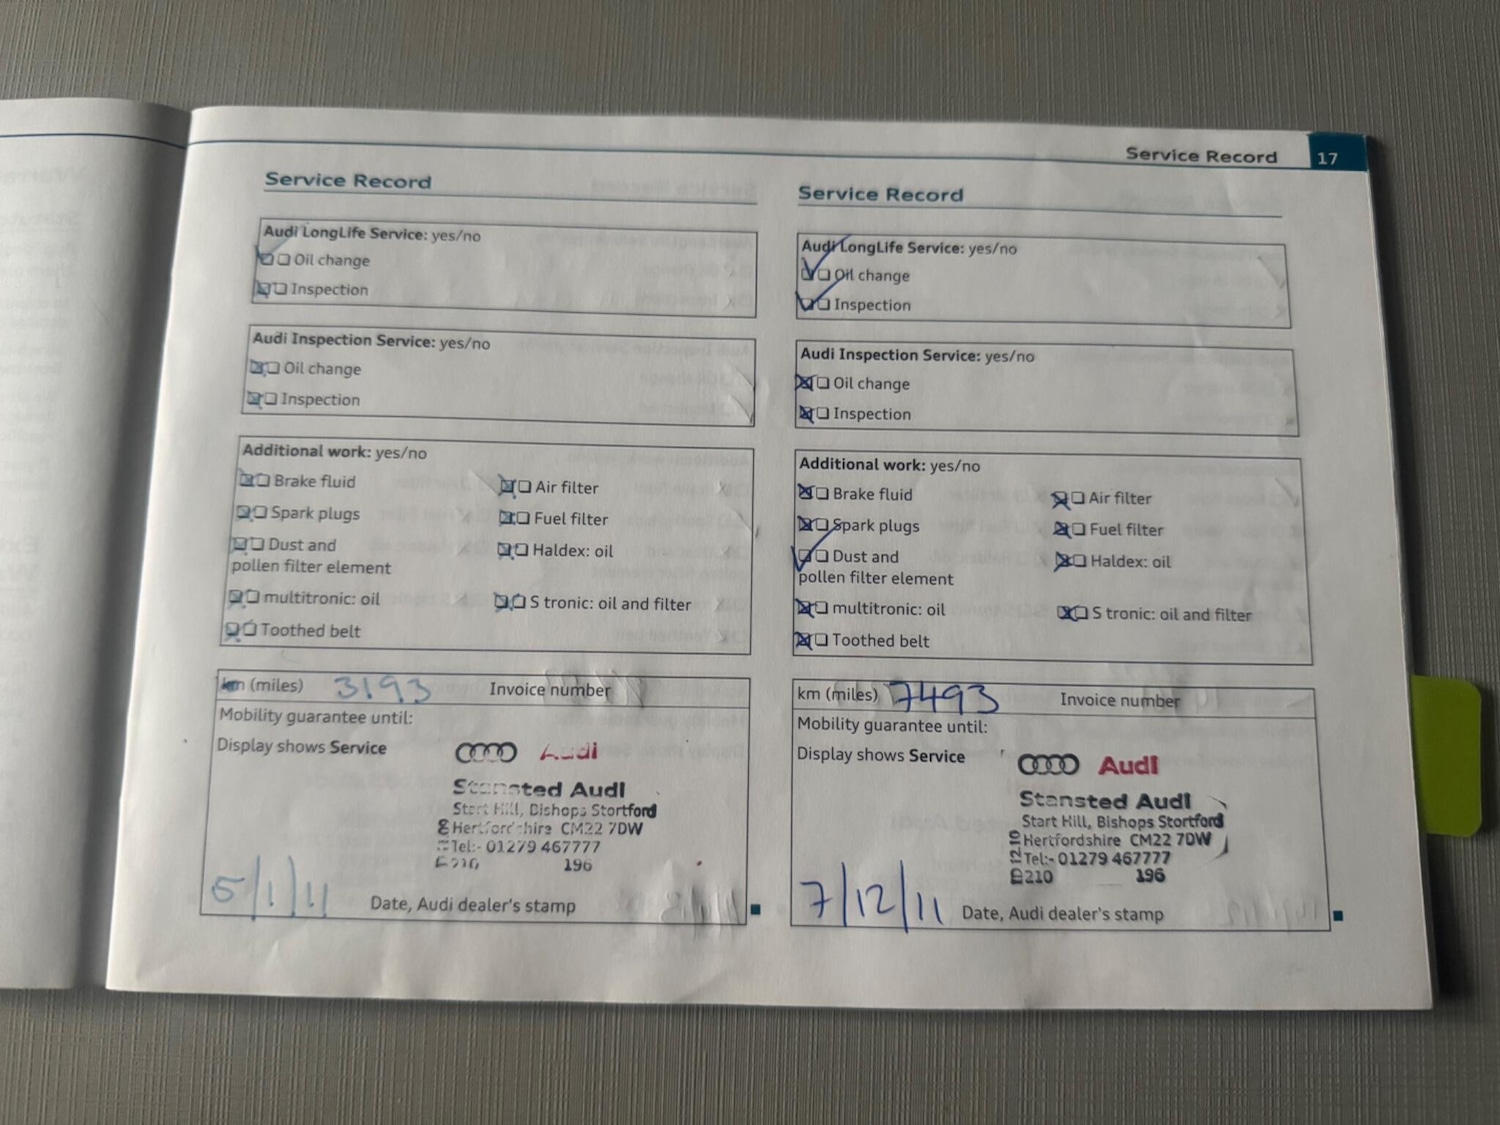 Service Record 17
Service Record
Audi LongLife Service: yes/no
Oil change
Inspection
Audi Inspection Service: yes/no
Oil change
Inspection
Additional work: yes/no
Brake fluid
Air filter
Spark plugs
Fuel filter
Dust and
pollen filter element
Haldex: oil
multitronic: oil
S tronic: oil and filter
Toothed belt
km (miles) 3193 Invoice number
Mobility guarantee until:
Display shows Service
Audi
Stansted Audi
Start Hill, Bishops Stortford
Hertfordshire CM22 7DW
Tel:- 01279 467777
210 196
5/1/11 Date, Audi dealer's stamp
Service Record
Audi LongLife Service: yes/no
Oil change
Inspection
Audi Inspection Service: yes/no
Oil change
Inspection
Additional work: yes/no
Brake fluid
Air filter
Spark plugs
Fuel filter
Dust and
pollen filter element
Haldex: oil
multitronic: oil
S tronic: oil and filter
Toothed belt
km (miles) 7493 Invoice number
Mobility guarantee until:
Display shows Service
Audi
Stansted Audi
Start Hill, Bishops Stortford
Hertfordshire CM22 7DW
Tel:- 01279 467777
210 196
7/12/11 Date, Audi dealer's stamp